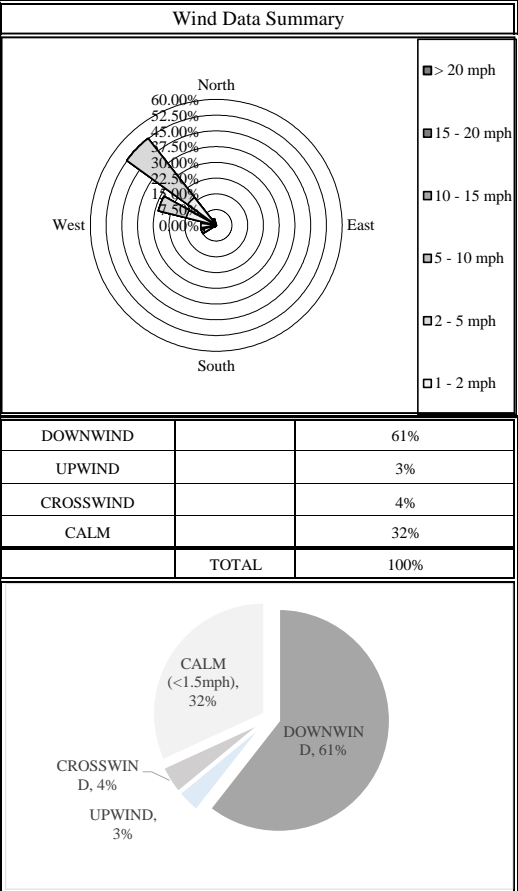 Wind Data Summary
North
60.00%
52.50%
45.00%
37.50%
30.00%
22.50%
15.00%
7.50%
0.00%
West
East
South
> 20 mph
15 - 20 mph
10 - 15 mph
5 - 10 mph
2 - 5 mph
1 - 2 mph
DOWNWIND 61%
UPWIND 3%
CROSSWIND 4%
CALM 32%
TOTAL 100%
CALM
(<1.5mph),
32%
DOWNWIN
D, 61%
CROSSWIN
D, 4%
UPWIND,
3%